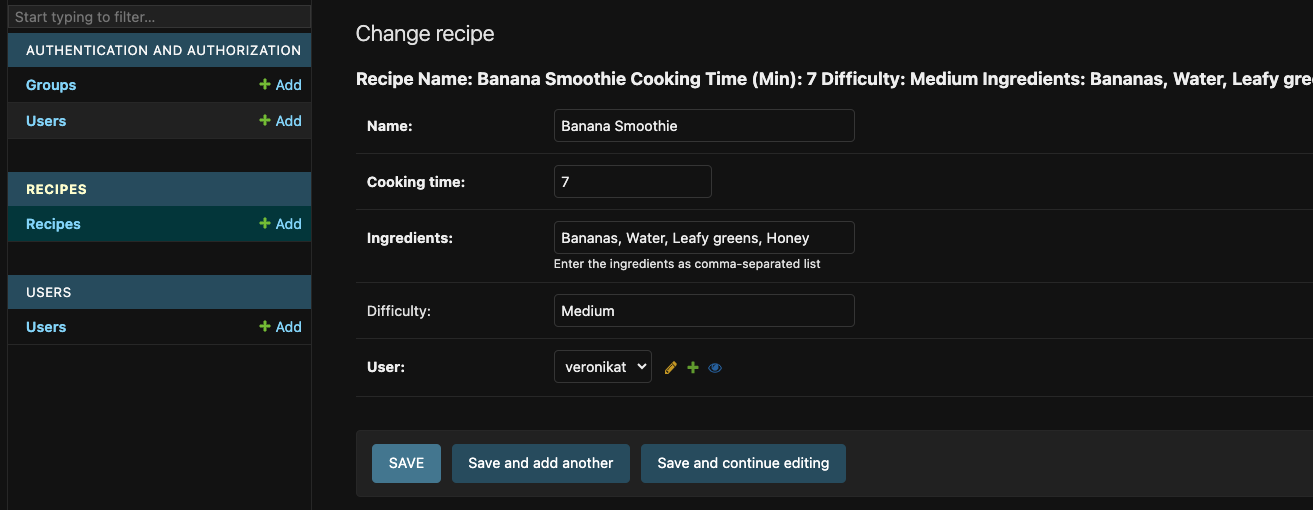 Start typing to filter...
AUTHENTICATION AND AUTHORIZATION
Groups + Add
Users + Add
RECIPES
Recipes + Add
USERS
Users + Add
Change recipe
Recipe Name: Banana Smoothie Cooking Time (Min): 7 Difficulty: Medium Ingredients: Bananas, Water, Leafy gre
Name: Banana Smoothie
Cooking time: 7
Ingredients: Bananas, Water, Leafy greens, Honey
Enter the ingredients as comma-separated list
Difficulty: Medium
User: veronikat
SAVE Save and add another Save and continue editing